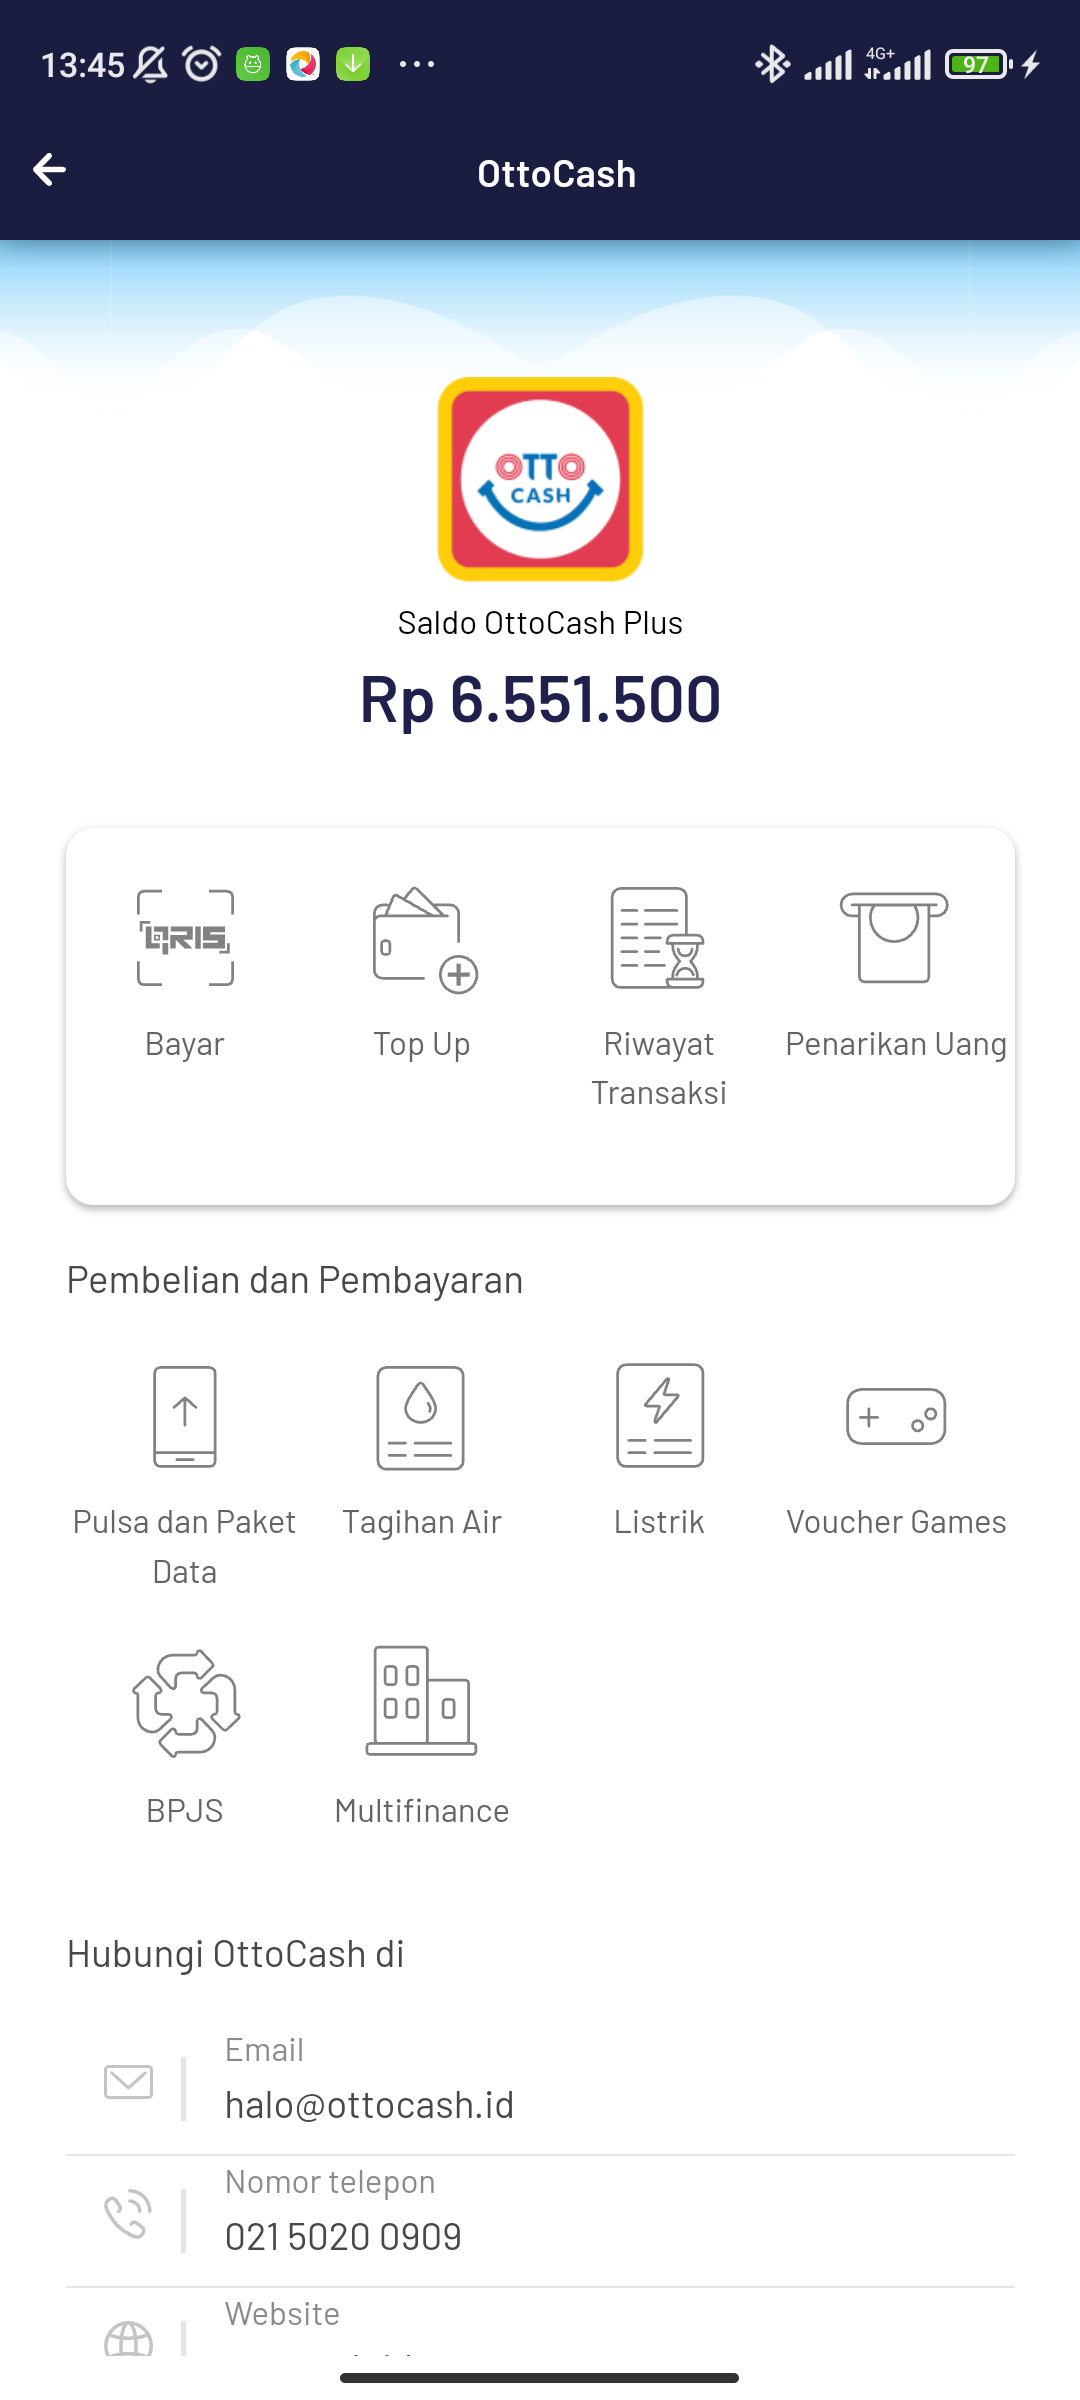 13:45
4G+
97
OttoCash
OTTO
CASH
Saldo OttoCash Plus
Rp 6.551.500
QRIS
Bayar
Top Up
Riwayat
Transaksi
Penarikan Uang
Pembelian dan Pembayaran
Pulsa dan Paket
Data
Tagihan Air
Listrik
Voucher Games
BPJS
Multifinance
Hubungi OttoCash di
Email
halo@ottocash.id
Nomor telepon
021 5020 0909
Website